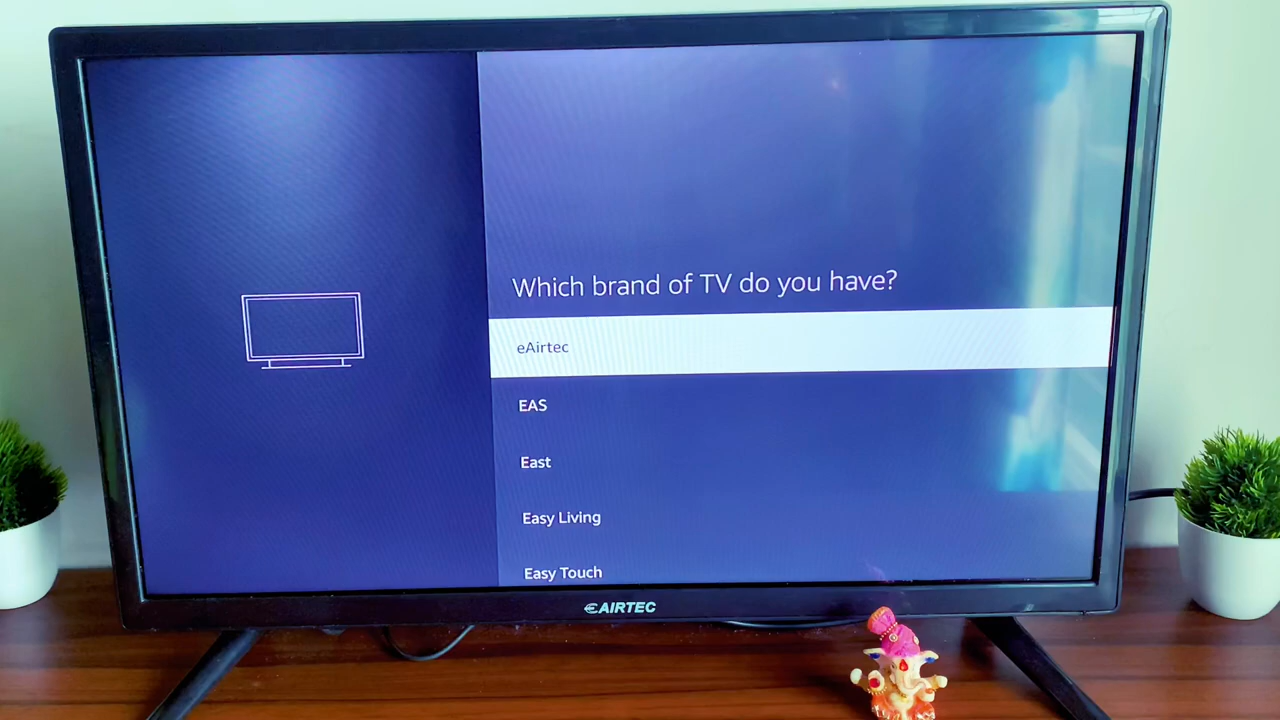 Which brand of TV do you have?
eAirtec
EAS
East
Easy Living
Easy Touch
eAIRTEC